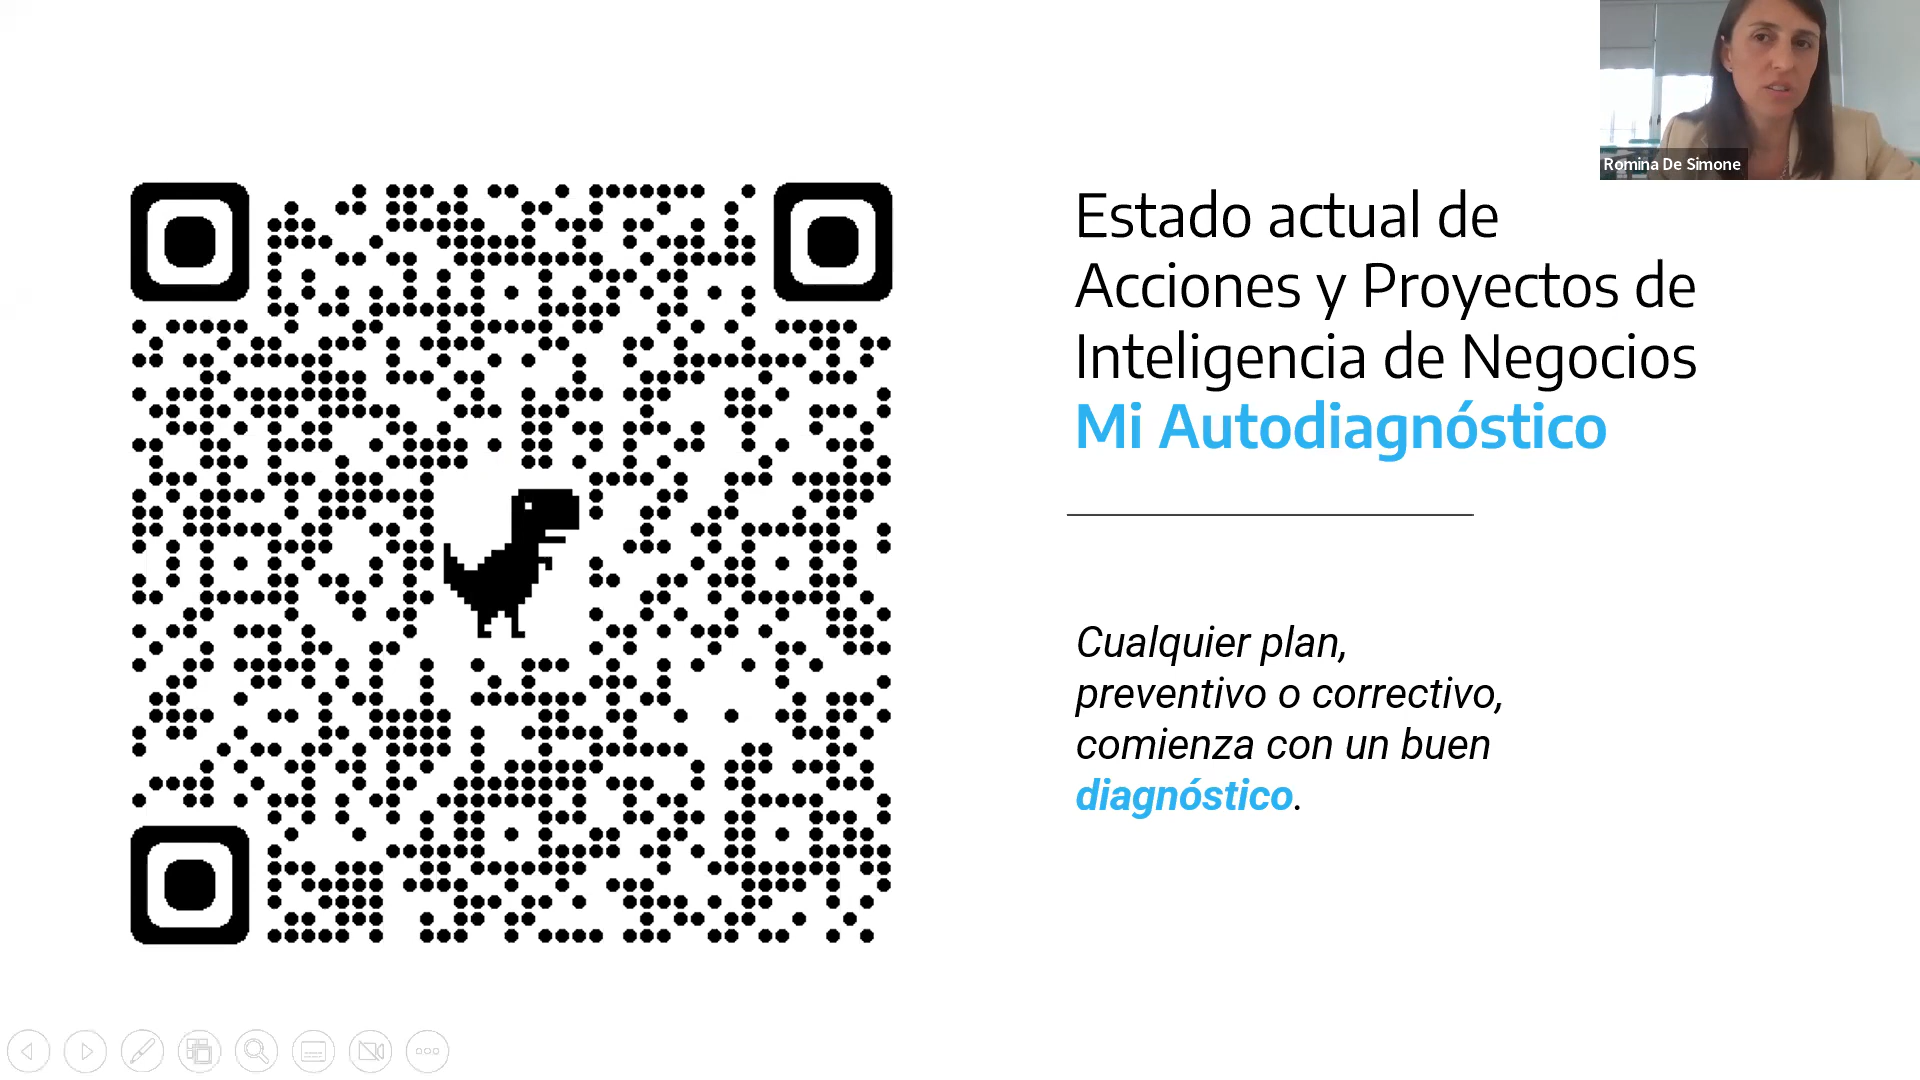 Romina De Simone
Estado actual de
Acciones y Proyectos de
Inteligencia de Negocios
Mi Autodiagnóstico
Cualquier plan,
preventivo o correctivo,
comienza con un buen
diagnóstico.